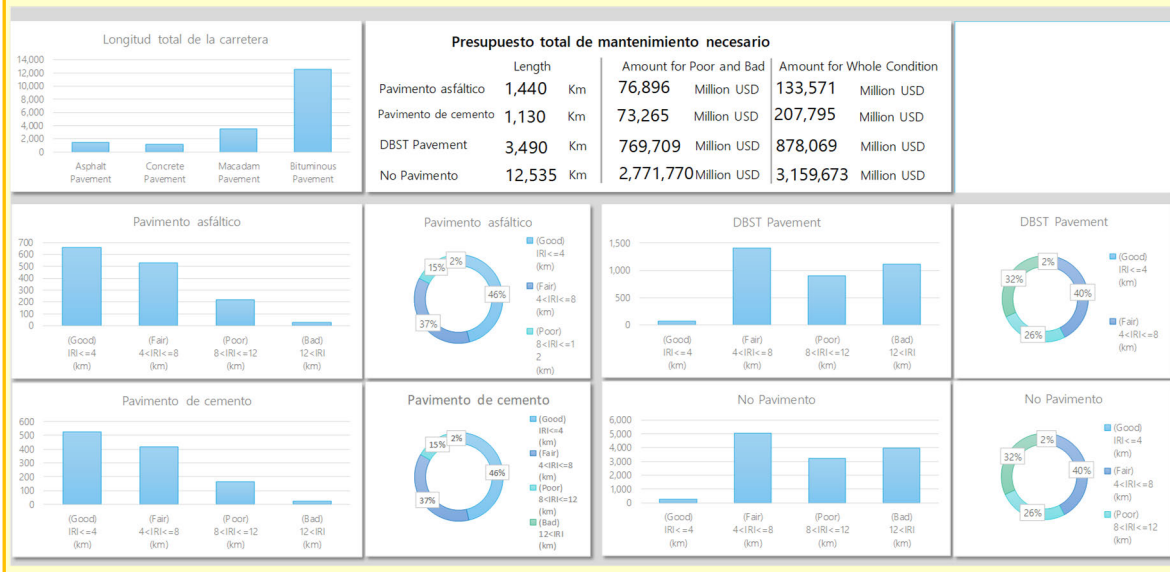 Longitud total de la carretera
14,000
12,000
10,000
8,000
6,000
4,000
2,000
0
Asphalt Pavement
Concrete Pavement
Macadam Pavement
Bituminous Pavement
Presupuesto total de mantenimiento necesario
Length Amount for Poor and Bad Amount for Whole Condition
Pavimento asfáltico 1,440 Km 76,896 Million USD 133,571 Million USD
Pavimento de cemento 1,130 Km 73,265 Million USD 207,795 Million USD
DBST Pavement 3,490 Km 769,709 Million USD 878,069 Million USD
No Pavimento 12,535 Km 2,771,770 Million USD 3,159,673 Million USD
Pavimento asfáltico
700
600
500
400
300
200
100
0
(Good) (Fair) (Poor) (Bad)
IRI<=4 4<IRI<=8 8<IRI<=12 12<IRI
(km) (km) (km) (km)
Pavimento asfáltico
2%
15%
46%
37%
(Good)
IRI<=4
(km)
(Fair)
4<IRI<=8
(km)
(Poor)
8<IRI<=1
2
(km)
DBST Pavement
1,500
1,000
500
0
(Good) (Fair) (Poor) (Bad)
IRI<=4 4<IRI<=8 8<IRI<=12 12<IRI
(km) (km) (km) (km)
DBST Pavement
2%
32%
40%
26%
(Good)
IRI<=4
(km)
(Fair)
4<IRI<=8
(km)
Pavimento de cemento
600
500
400
300
200
100
0
(Good) (Fair) (Poor) (Bad)
IRI<=4 4<IRI<=8 8<IRI<=12 12<IRI
(km) (km) (km) (km)
Pavimento de cemento
2%
15%
46%
37%
(Good)
IRI<=4
(km)
(Fair)
4<IRI<=8
(km)
(Poor)
8<IRI<=12
(km)
(Bad)
12<IRI
(km)
No Pavimento
6,000
5,000
4,000
3,000
2,000
1,000
0
(Good) (Fair) (Poor) (Bad)
IRI<=4 4<IRI<=8 8<IRI<=12 12<IRI
(km) (km) (km) (km)
No Pavimento
2%
32%
40%
26%
(Good)
IRI<=4
(km)
(Fair)
4<IRI<=8
(km)
(Poor)
8<IRI<=12
(km)